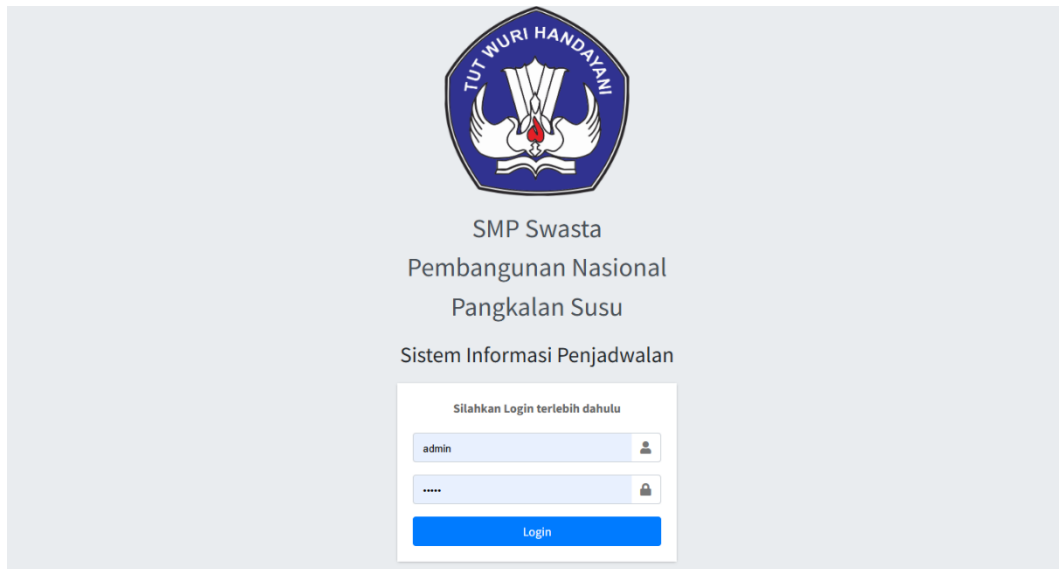 TUT WURI HANDAYANI
SMP Swasta
Pembangunan Nasional
Pangkalan Susu
Sistem Informasi Penjadwalan
Silahkan Login terlebih dahulu
admin
•••••
Login